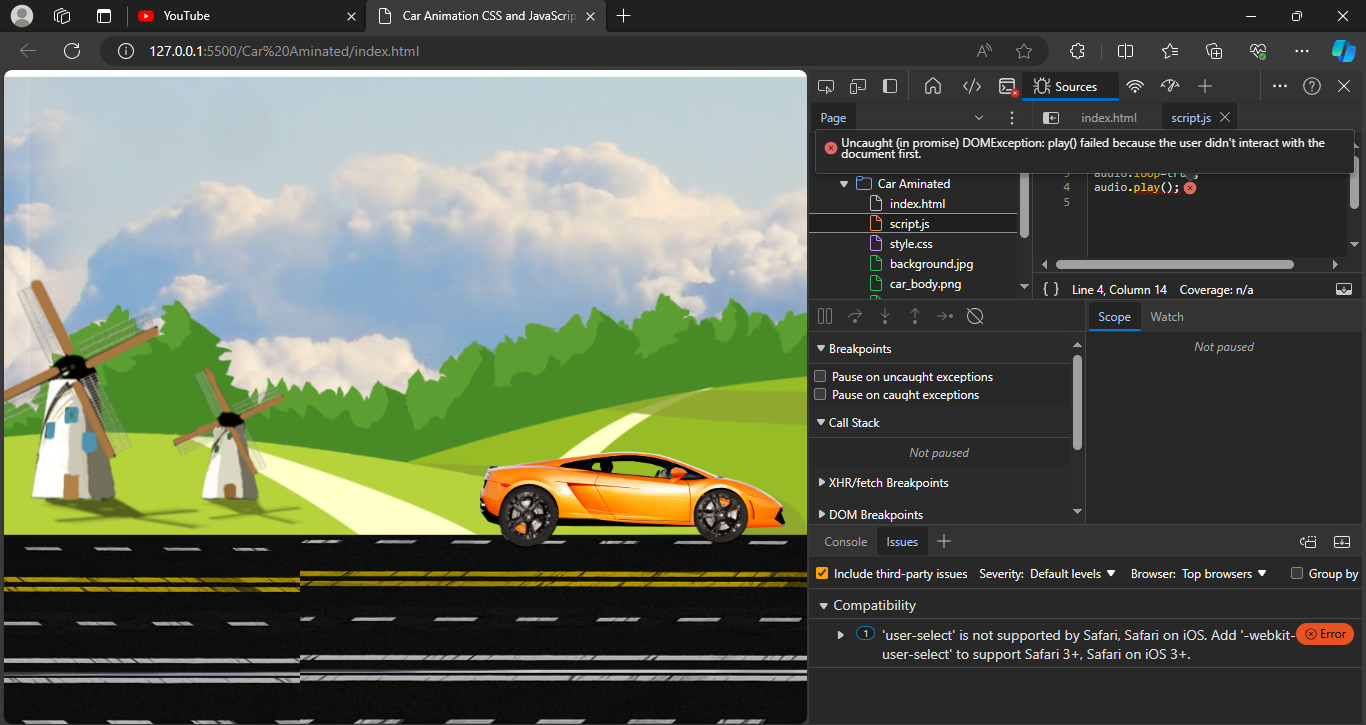 YouTube
Car Animation CSS and JavaScrip
127.0.0.1:5500/Car%20Aminated/index.html
Sources
Page
index.html
script.js
Uncaught (in promise) DOMException: play() failed because the user didn't interact with the
document first.
Car Aminated
index.html
script.js
style.css
background.jpg
car_body.png
3
4 audio.play();
5
{ } Line 4, Column 14 Coverage: n/a
Scope
Watch
Not paused
Breakpoints
Pause on uncaught exceptions
Pause on caught exceptions
Call Stack
Not paused
XHR/fetch Breakpoints
DOM Breakpoints
Console
Issues
Include third-party issues Severity: Default levels Browser: Top browsers Group by
Compatibility
1 'user-select' is not supported by Safari, Safari on iOS. Add '-webkit- Error
user-select' to support Safari 3+, Safari on iOS 3+.